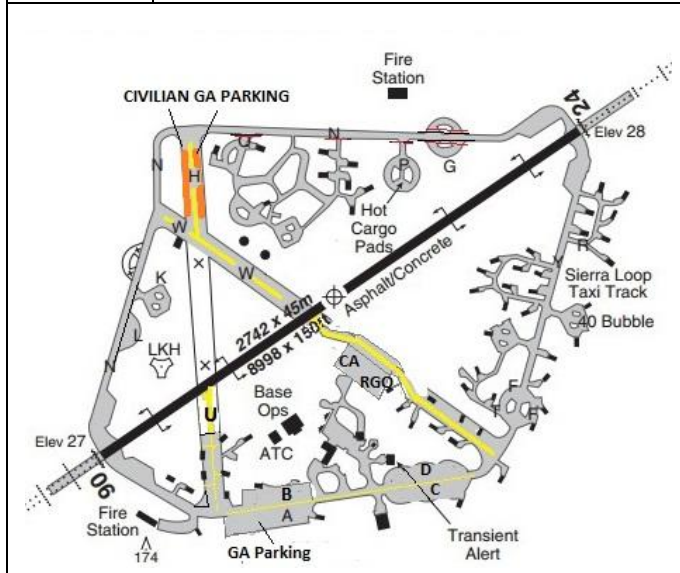 Fire
Station
CIVILIAN GA PARKING
24
Elev 28
N
Q
N
P
G
H
N
Hot
Cargo
Pads
W
W
R
Y
Sierra Loop
Taxi Track
K
Asphalt/Concrete
2742 x 45m
8998 x 150ft
40 Bubble
L
LKH
CA
RGQ
N
Base
Ops
U
F
T
F
ATC
Elev 27
06
D
C
B
A
Fire
Station
174
GA Parking
Transient
Alert